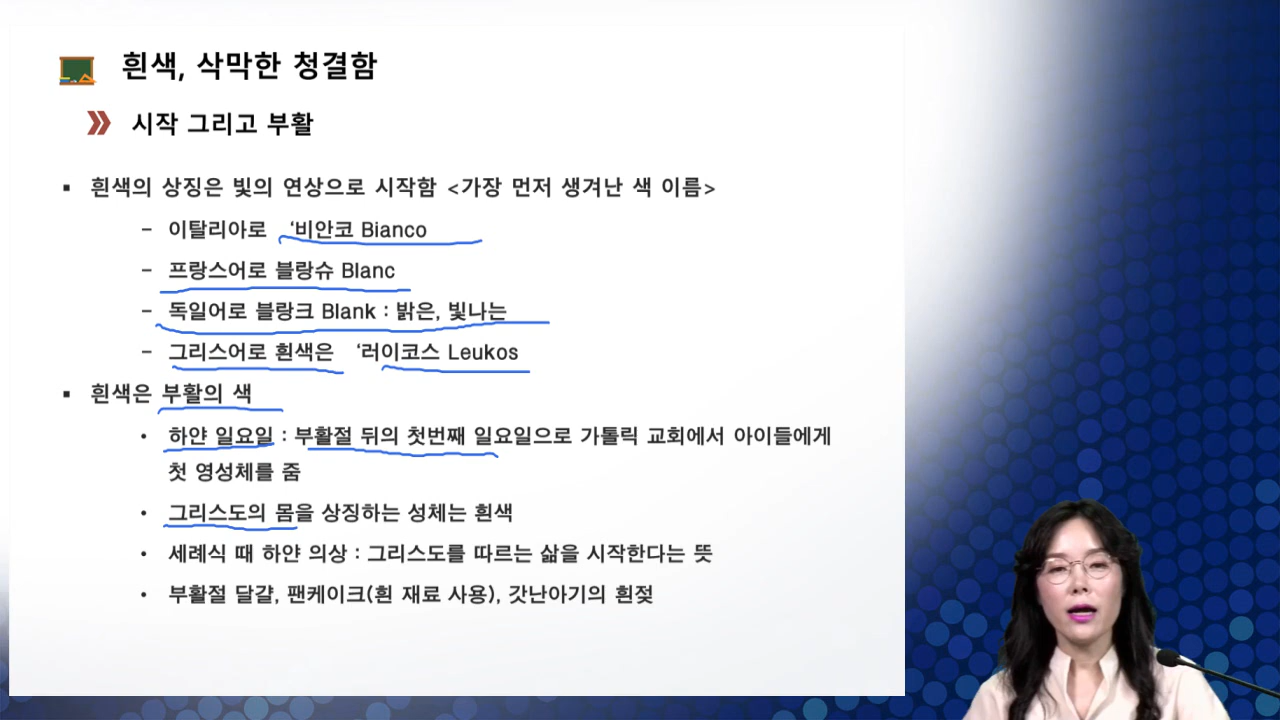 흰색, 삭막한 청결함
시작 그리고 부활
▪ 흰색의 상징은 빛의 연상으로 시작함 <가장 먼저 생겨난 색 이름>
– 이탈리아로 ‘비안코 Bianco
– 프랑스어로 블랑슈 Blanc
– 독일어로 블랑크 Blank : 밝은, 빛나는
– 그리스어로 흰색은 ‘러이코스 Leukos
▪ 흰색은 부활의 색
• 하얀 일요일 : 부활절 뒤의 첫번째 일요일으로 가톨릭 교회에서 아이들에게
첫 영성체를 줌
• 그리스도의 몸을 상징하는 성체는 흰색
• 세례식 때 하얀 의상 : 그리스도를 따르는 삶을 시작한다는 뜻
• 부활절 달걀, 팬케이크(흰 재료 사용), 갓난아기의 흰젖